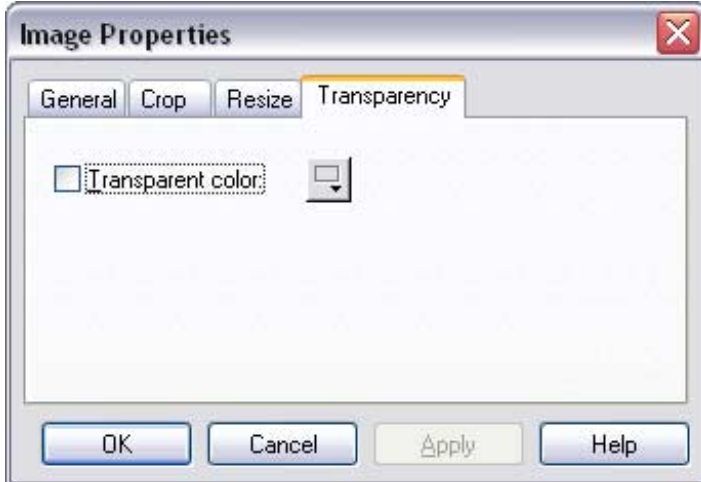 Image Properties
General Crop Resize Transparency
Transparent color:
OK Cancel Apply Help